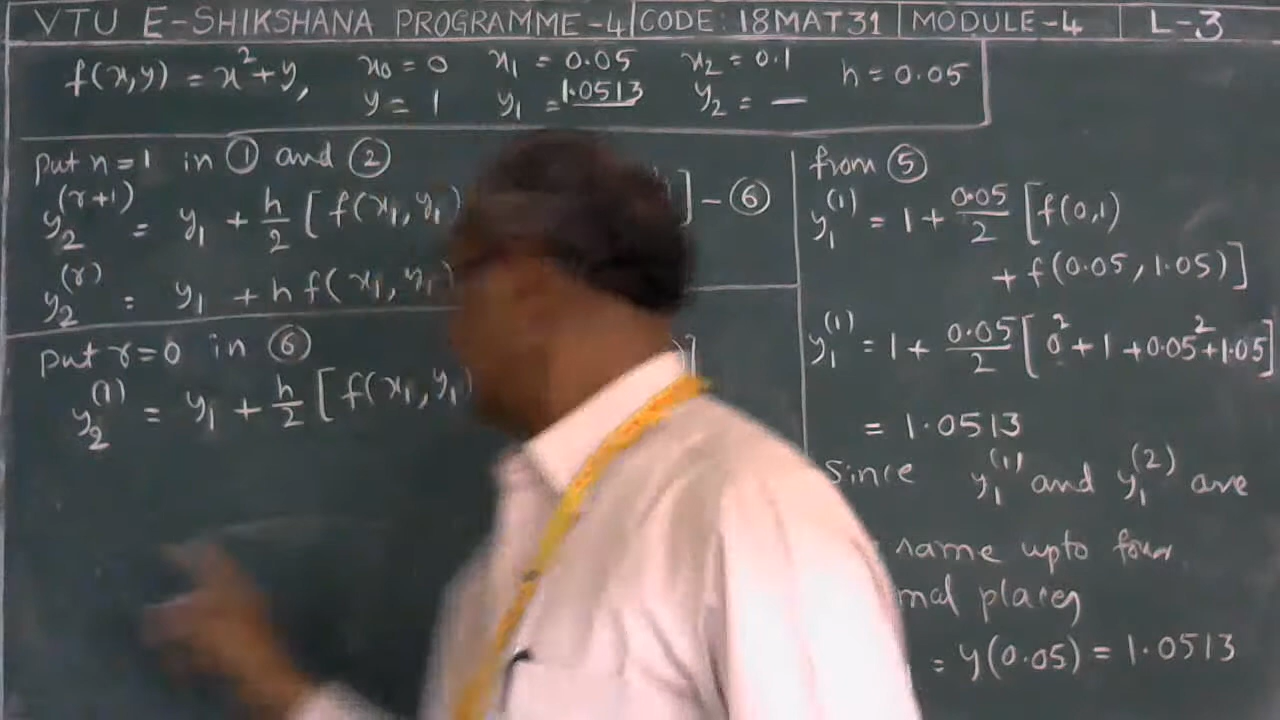 VTU E-SHIKSHANA PROGRAMME-4 | CODE: 18MAT31 | MODULE-4 | L-3
f(x,y) = x²+y, x₀ = 0 x₁ = 0.05 x₂ = 0.1 h = 0.05
y = 1 y₁ = 1.0513 y₂ = —
put n=1 in ① and ②
y₂^(r+1) = y₁ + h/2 [f(x₁,y₁) ] – ⑥
y₂^(r) = y₁ + h f(x₁,y₁)
put r=0 in ⑥
y₂^(1) = y₁ + h/2 [f(x₁,y₁) )]
from ⑤
y₁^(1) = 1 + 0.05/2 [f(0,1)
+ f(0.05, 1.05)]
y₁^(1) = 1 + 0.05/2 [0² + 1 + 0.05² + 1.05]
= 1.0513
Since y₁^(1) and y₁^(2) are
same upto four
mal places
= y(0.05) = 1.0513